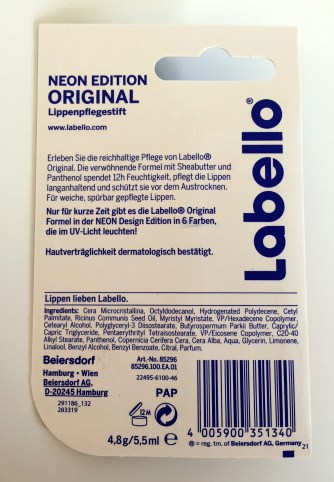 NEON EDITION
ORIGINAL
Lippenpflegestift
www.labello.com
Labello®
Erleben Sie die reichhaltige Pflege von Labello®
Original. Die verwöhnende Formel mit Sheabutter und
Panthenol spendet 12h Feuchtigkeit, pflegt die Lippen
langanhaltend und schützt sie vor dem Austrocknen.
Für weiche, spürbar gepflegte Lippen.
Nur für kurze Zeit gibt es die Labello® Original
Formel in der NEON Design Edition in 6 Farben,
die im UV-Licht leuchten!
Hautverträglichkeit dermatologisch bestätigt.
Lippen lieben Labello.
Ingredients: Cera Microcristallina, Octyldodecanol, Hydrogenated Polydecene, Cetyl
Palmitate, Ricinus Communis Seed Oil, Myristyl Myristate, VP/Hexadecene Copolymer,
Cetearyl Alcohol, Polyglyceryl-3 Diisostearate, Butyrospermum Parkii Butter, Caprylic/
Capric Triglyceride, Pentaerythrityl Tetraisostearate, VP/Eicosene Copolymer, C20-40
Alkyl Stearate, Panthenol, Copernicia Cerifera Cera, Cera Alba, Aqua, Glycerin, Limonene,
Linalool, Benzyl Alcohol, Benzyl Benzoate, Citral, Parfum.
Beiersdorf
Hamburg • Wien
Beiersdorf AG,
D-20245 Hamburg
291186_132
283319
Art.-No. 85296
85296.300.EA.01
22495-6100-46
12M
PAP
4,8g/5,5ml ℮
4 005900 351340
® = reg. tm. of Beiersdorf AG, Germany
21